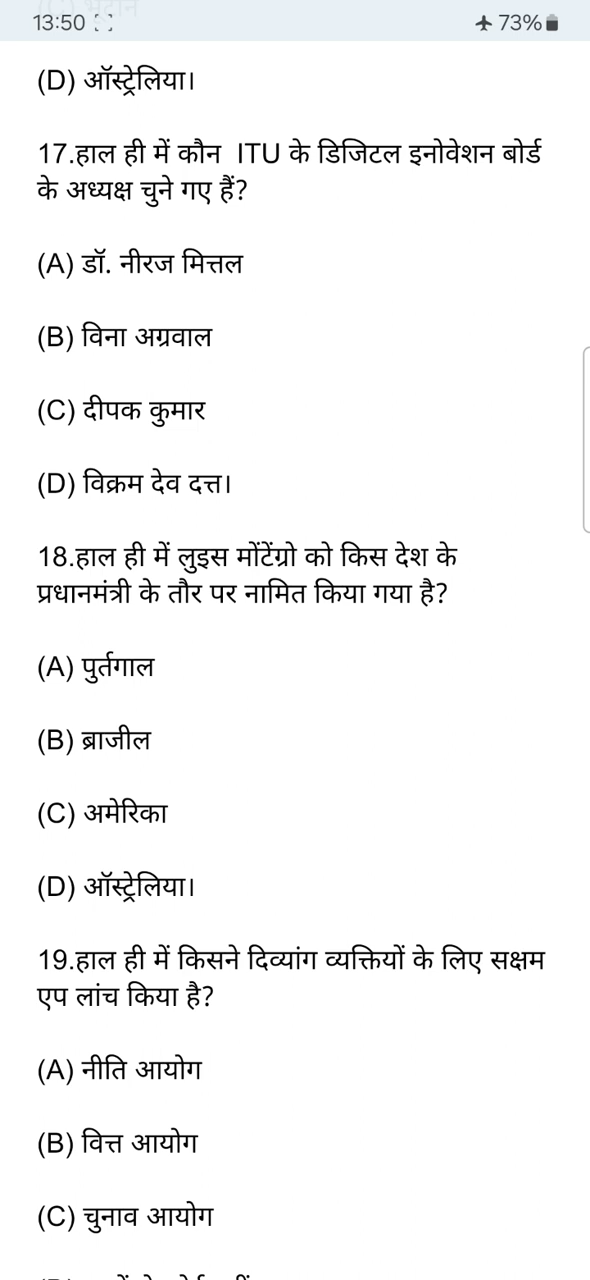 13:50
73%
(D) ऑस्ट्रेलिया।
17.हाल ही में कौन ITU के डिजिटल इनोवेशन बोर्ड
के अध्यक्ष चुने गए हैं?
(A) डॉ. नीरज मित्तल
(B) विना अग्रवाल
(C) दीपक कुमार
(D) विक्रम देव दत्त।
18.हाल ही में लुइस मोंटेंग्रो को किस देश के
प्रधानमंत्री के तौर पर नामित किया गया है?
(A) पुर्तगाल
(B) ब्राजील
(C) अमेरिका
(D) ऑस्ट्रेलिया।
19.हाल ही में किसने दिव्यांग व्यक्तियों के लिए सक्षम
एप लांच किया है?
(A) नीति आयोग
(B) वित्त आयोग
(C) चुनाव आयोग